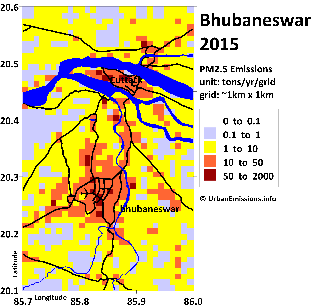 Bhubaneswar
2015
PM2.5 Emissions
unit: tons/yr/grid
grid: ~1km x 1km
0 to 0.1
0.1 to 1
1 to 10
10 to 50
50 to 2000
© UrbanEmissions.info
20.6
20.5
20.4
20.3
20.2
20.1
Cuttack
Bhubaneswar
Latitude
Longitude
85.7
85.8
85.9
86.0